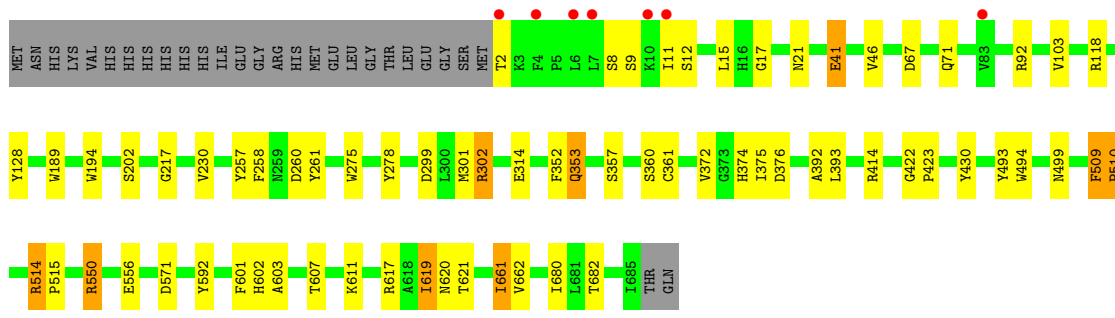 MET ASN HIS LYS VAL HIS HIS HIS HIS HIS HIS ILE GLU GLY ARG HIS MET GLU LEU LEU GLY THR LEU GLU GLY SER MET T2 K3 F4 P5 L6 L7 S8 S9 K10 I11 S12 L15 H16 G17 N21 E41 V46 D67 Q71 V83 R92 V103 R118
Y128 W189 W194 S202 G217 V230 Y257 F258 N259 D260 Y261 W275 Y278 D299 L300 M301 R302 E314 F352 Q353 S357 S360 C361 V372 G373 H374 I375 D376 A392 L393 R414 G422 P423 Y430 Y493 W494 N499 F509 P510
R514 P515 R550 E556 D571 Y592 F601 H602 A603 T607 K611 R617 A618 I619 N620 T621 I661 V662 I680 L681 T682 I685 THR GLN